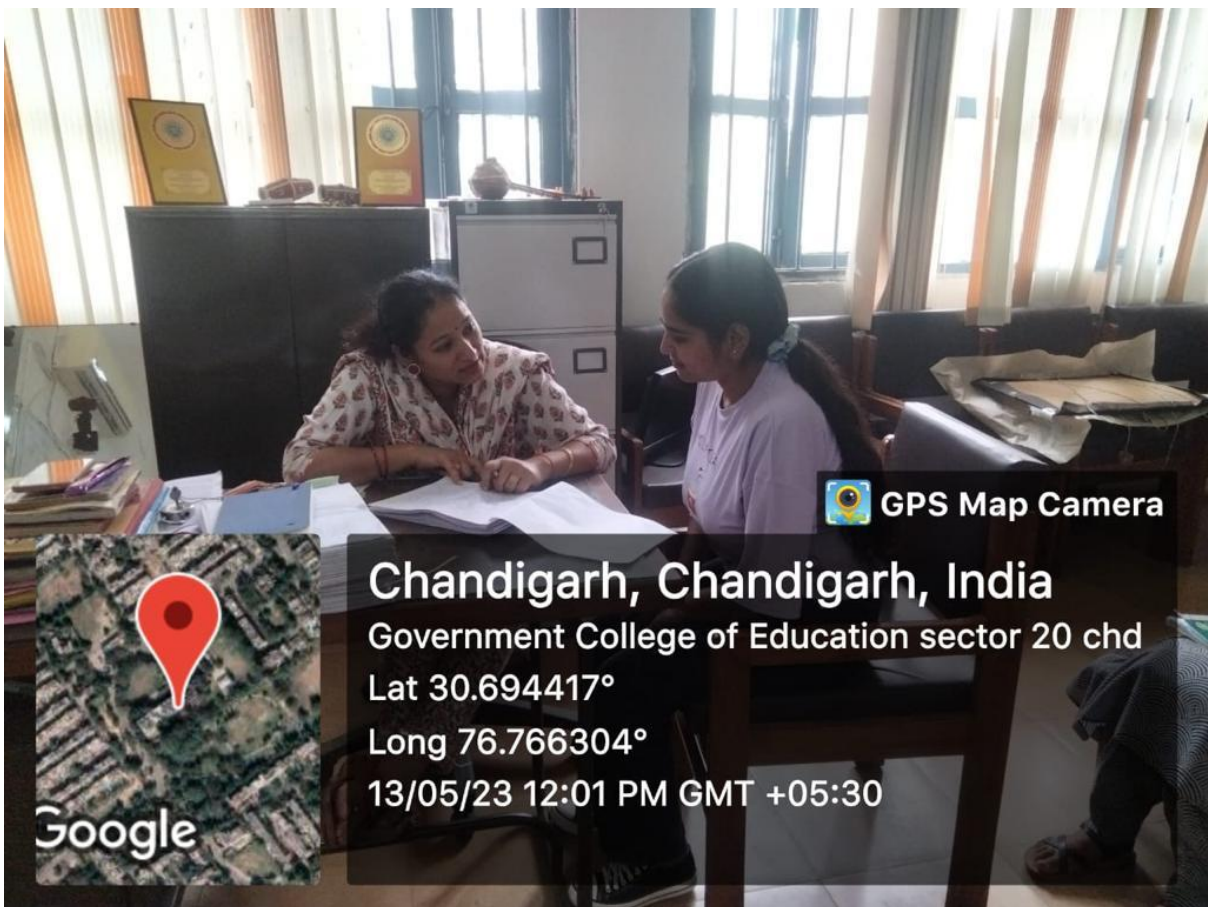 GPS Map Camera
Chandigarh, Chandigarh, India
Government College of Education sector 20 chd
Lat 30.694417°
Long 76.766304°
13/05/23 12:01 PM GMT +05:30
Google